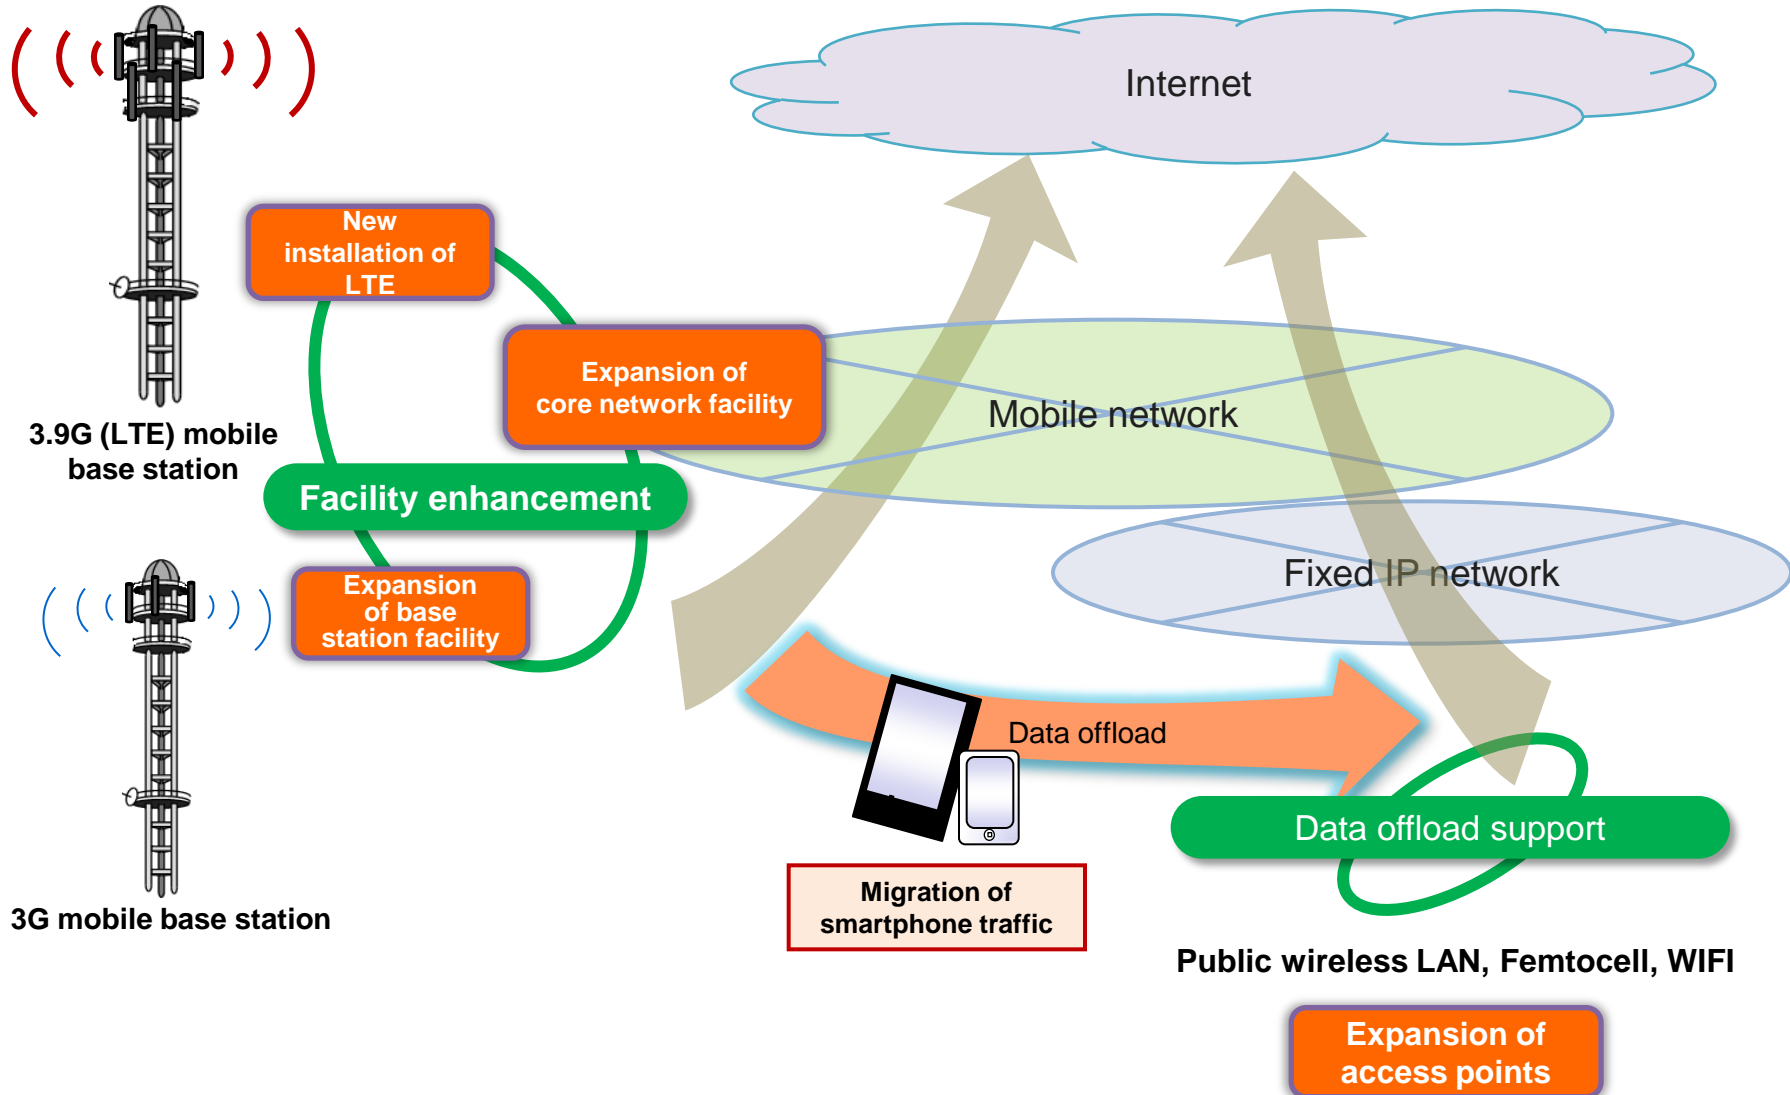 Internet
New
installation of
LTE
Expansion of
core network facility
Mobile network
3.9G (LTE) mobile
base station
Facility enhancement
Fixed IP network
Expansion
of base
station facility
Data offload
Data offload support
Migration of
smartphone traffic
3G mobile base station
Public wireless LAN, Femtocell, WIFI
Expansion of
access points